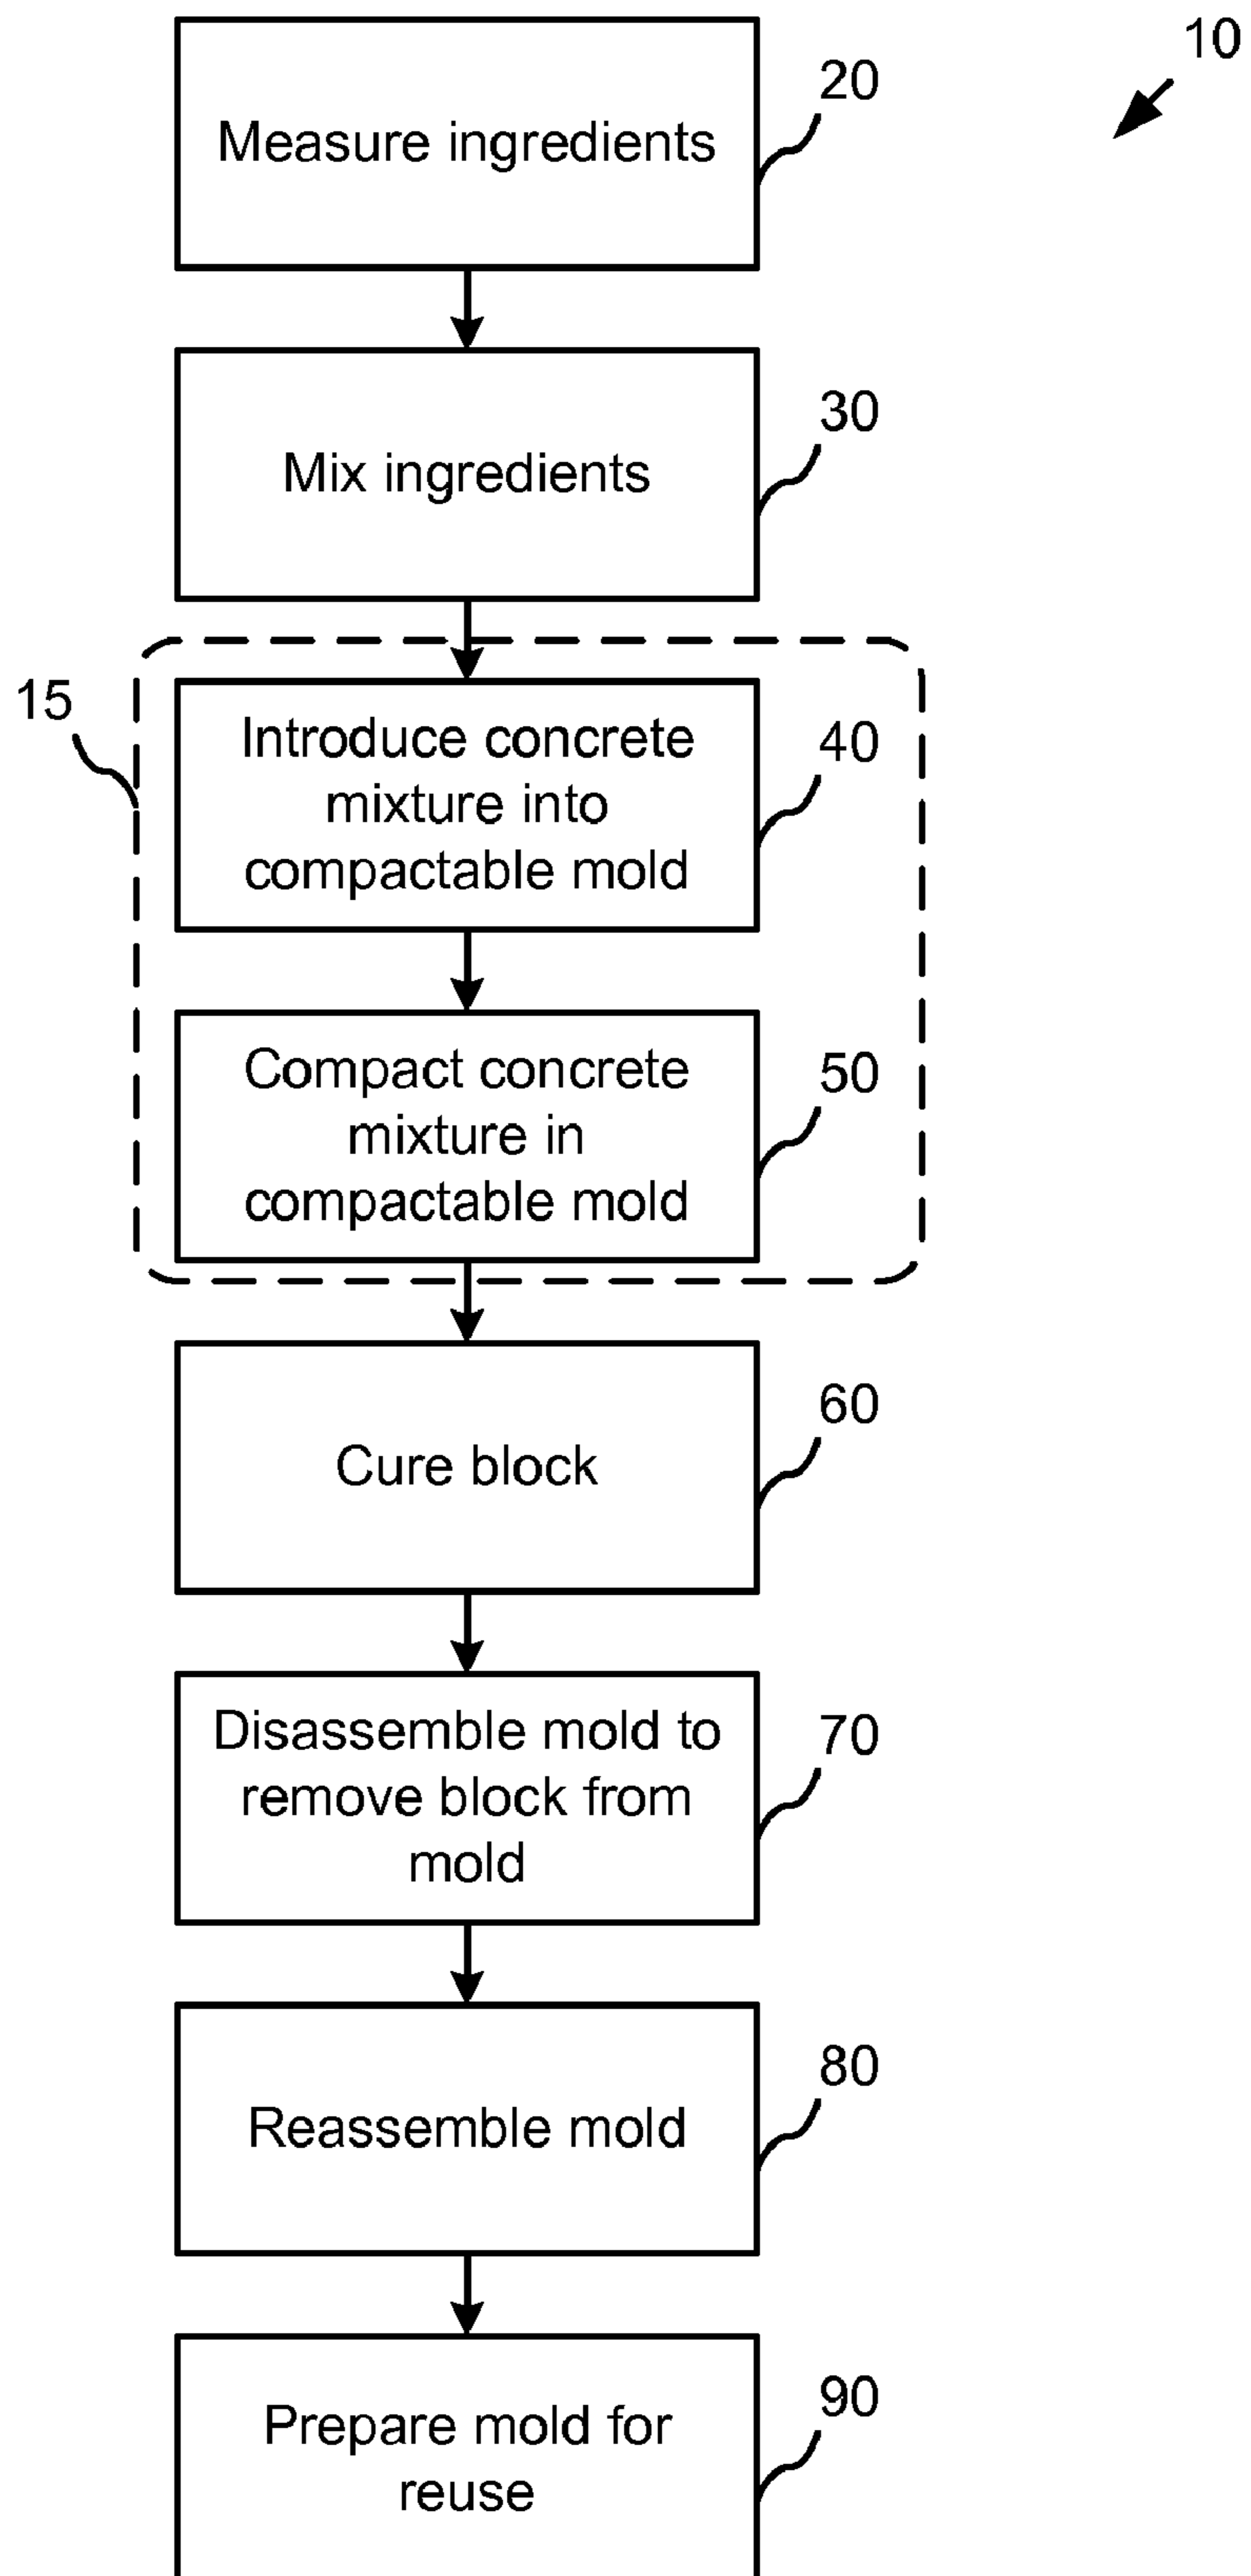 10
20
Measure ingredients
30
Mix ingredients
15
40
Introduce concrete
mixture into
compactable mold
50
Compact concrete
mixture in
compactable mold
60
Cure block
70
Disassemble mold to
remove block from
mold
80
Reassemble mold
90
Prepare mold for
reuse